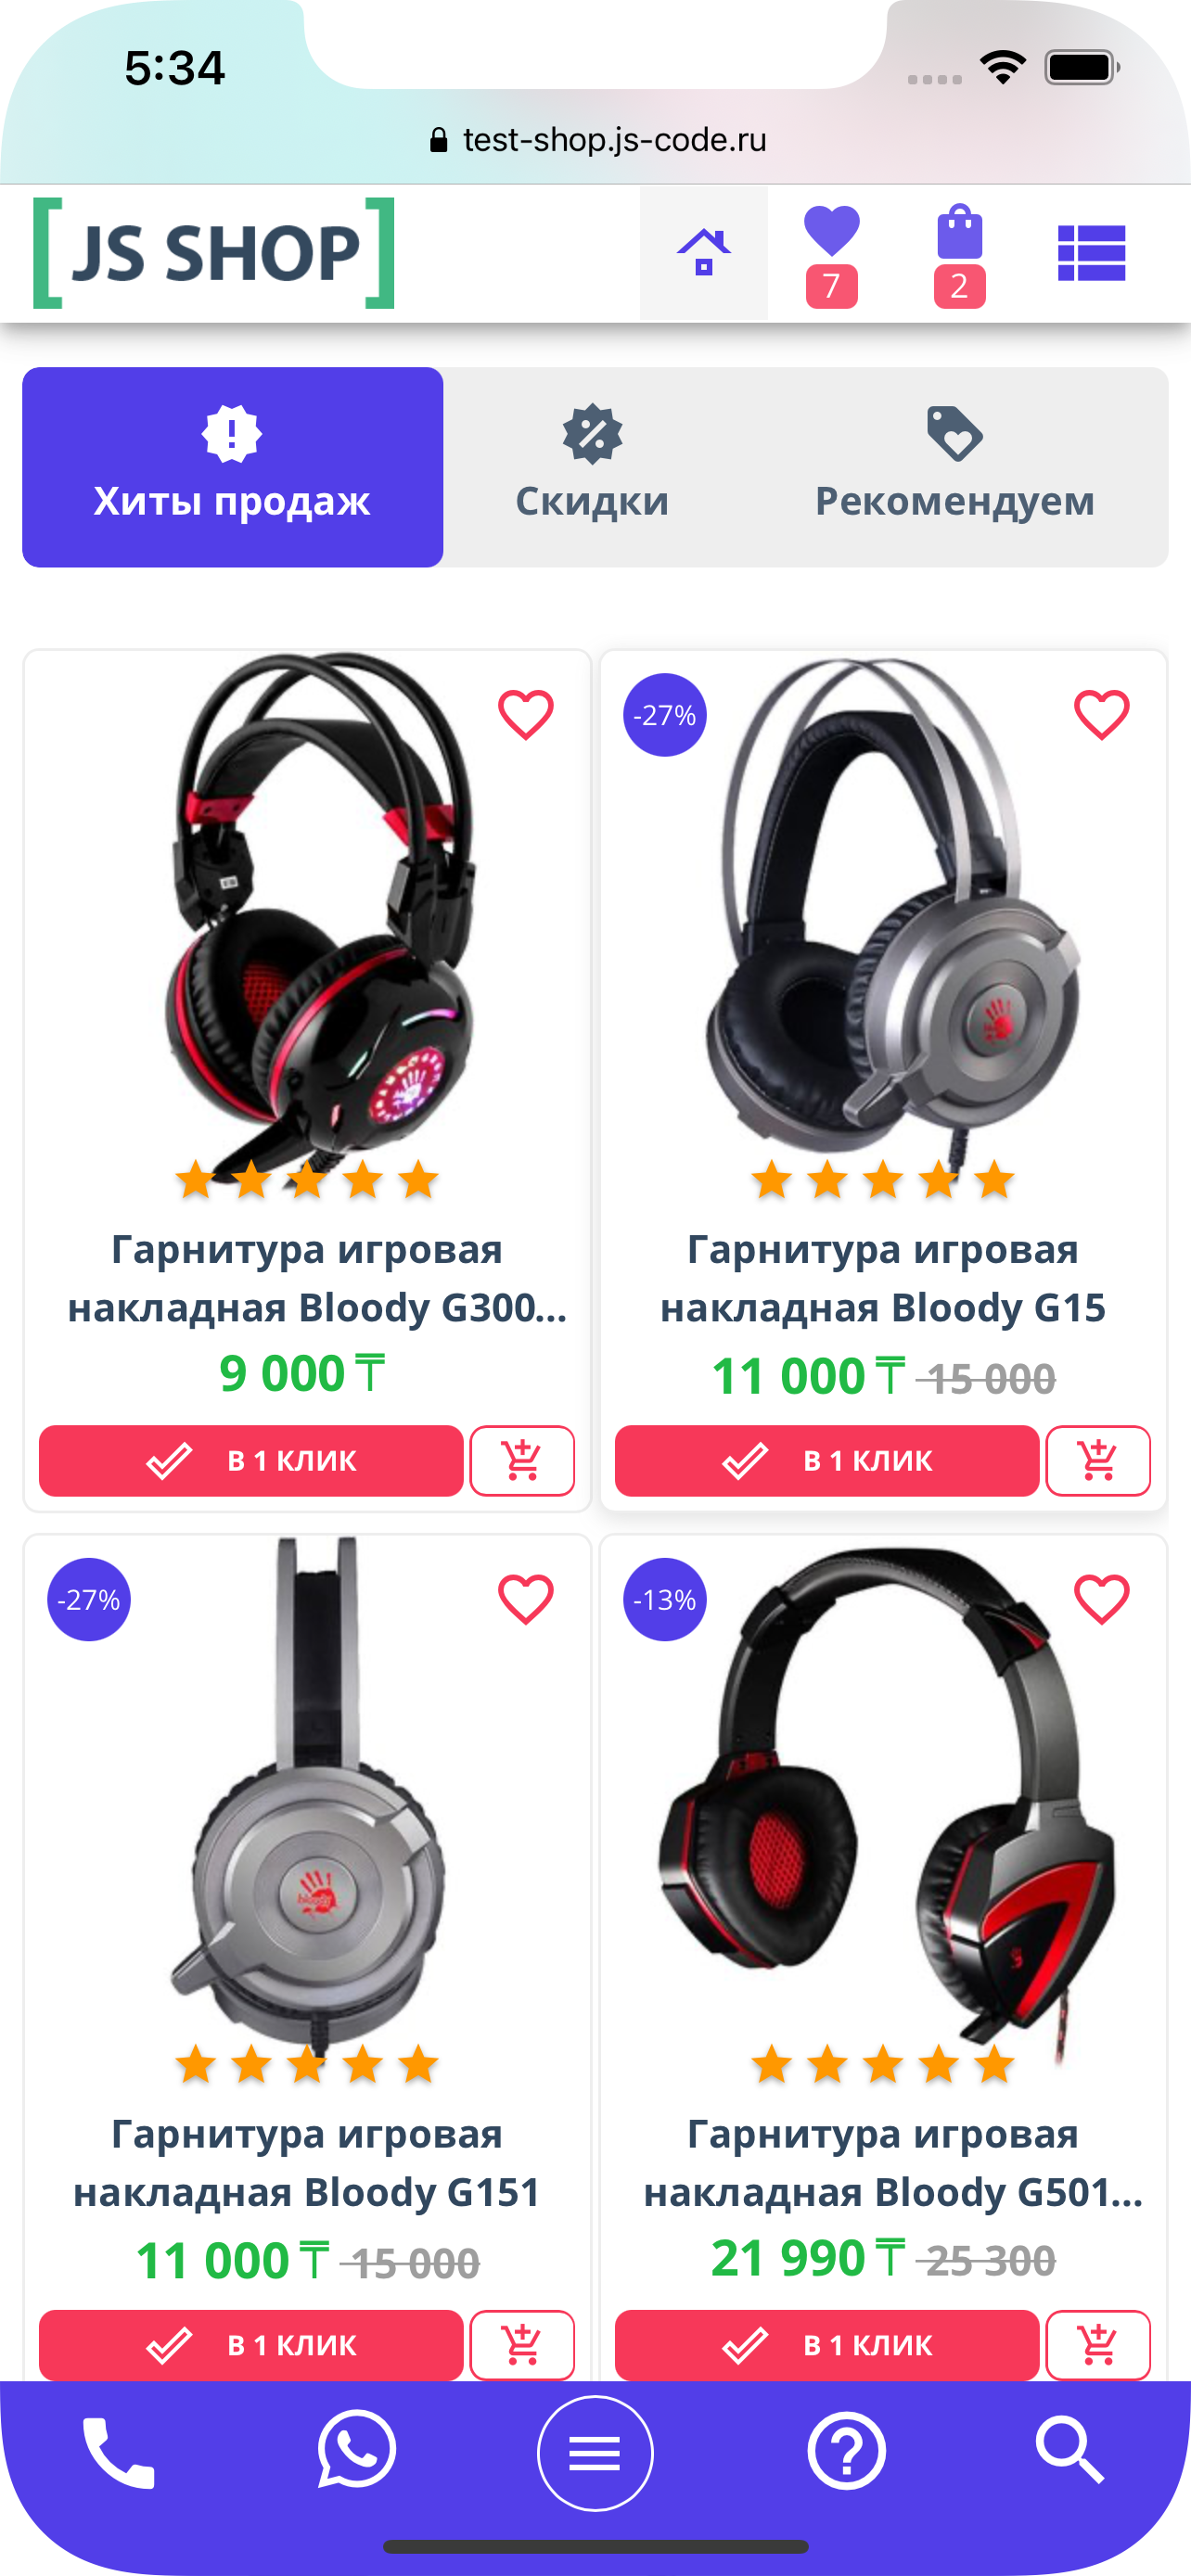 5:34
test-shop.js-code.ru
[JS SHOP]
7
2
Хиты продаж
Скидки
Рекомендуем
-27%
Гарнитура игровая
накладная Bloody G300...
9 000 ₸
В 1 КЛИК
Гарнитура игровая
накладная Bloody G15
11 000 ₸ 15 000
В 1 КЛИК
-27%
-13%
bloody
Гарнитура игровая
накладная Bloody G151
11 000 ₸ 15 000
В 1 КЛИК
Гарнитура игровая
накладная Bloody G501...
21 990 ₸ 25 300
В 1 КЛИК